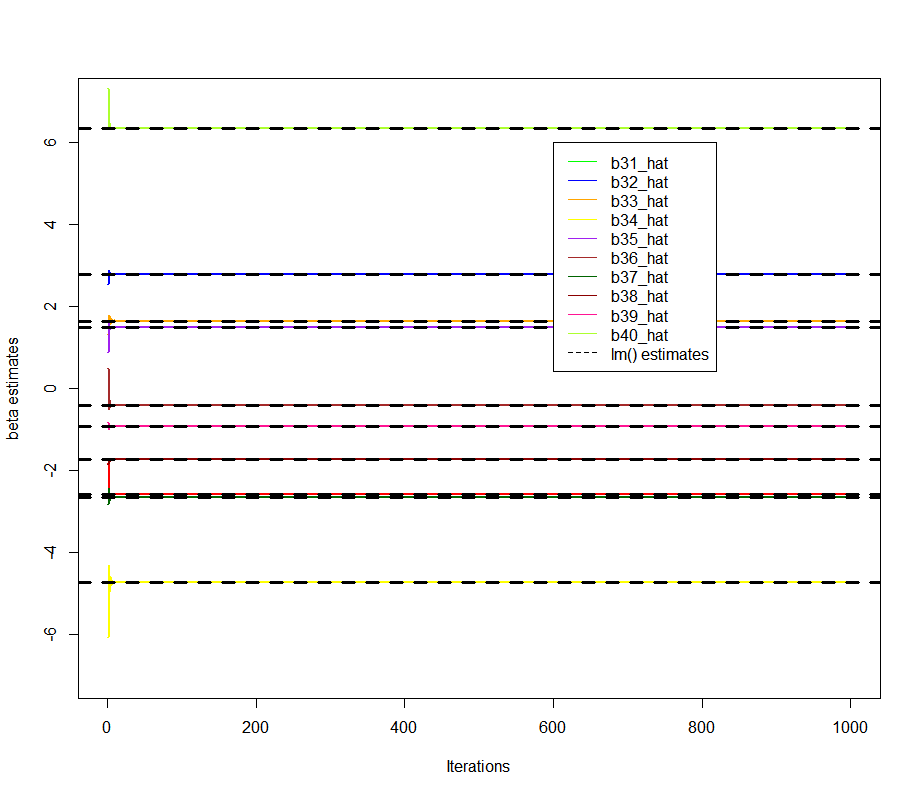 beta estimates
6
4
2
0
-2
-4
-6
b31_hat
b32_hat
b33_hat
b34_hat
b35_hat
b36_hat
b37_hat
b38_hat
b39_hat
b40_hat
lm() estimates
0 200 400 600 800 1000
Iterations